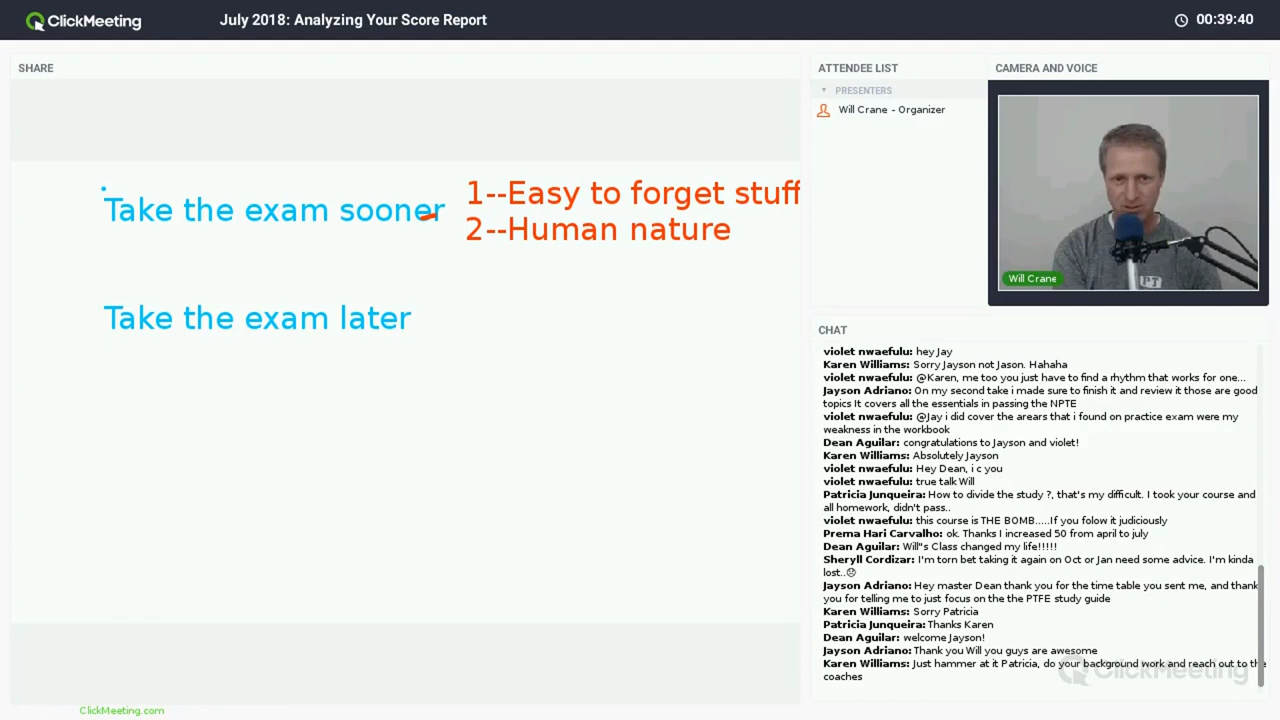 ClickMeeting
July 2018: Analyzing Your Score Report
00:39:40
SHARE
Take the exam sooner
1--Easy to forget stuff
2--Human nature
Take the exam later
ATTENDEE LIST
PRESENTERS
Will Crane - Organizer
CAMERA AND VOICE
PT
Will Crane
CHAT
violet nwaefulu: hey Jay
Karen Williams: Sorry Jayson not Jason. Hahaha
violet nwaefulu: @Karen, me too you just have to find a rhythm that works for one...
Jayson Adriano: On my second take i made sure to finish it and review it those are good
topics It covers all the essentials in passing the NPTE
violet nwaefulu: @Jay i did cover the arears that i found on practice exam were my
weakness in the workbook
Dean Aguilar: congratulations to Jayson and violet!
Karen Williams: Absolutely Jayson
violet nwaefulu: Hey Dean, i c you
violet nwaefulu: true talk Will
Patricia Junqueira: How to divide the study ?, that's my difficult. I took your course and
all homework, didn't pass..
violet nwaefulu: this course is THE BOMB.....If you folow it judiciously
Prema Hari Carvalho: ok. Thanks I increased 50 from april to july
Dean Aguilar: Will"s Class changed my life!!!!!
Sheryll Cordizar: I'm torn bet taking it again on Oct or Jan need some advice. I'm kinda
lost..☹
Jayson Adriano: Hey master Dean thank you for the time table you sent me, and thank
you for telling me to just focus on the the PTFE study guide
Karen Williams: Sorry Patricia
Patricia Junqueira: Thanks Karen
Dean Aguilar: welcome Jayson!
Jayson Adriano: Thank you Will you guys are awesome
Karen Williams: Just hammer at it Patricia, do your background work and reach out to the
coaches
ClickMeeting
ClickMeeting.com